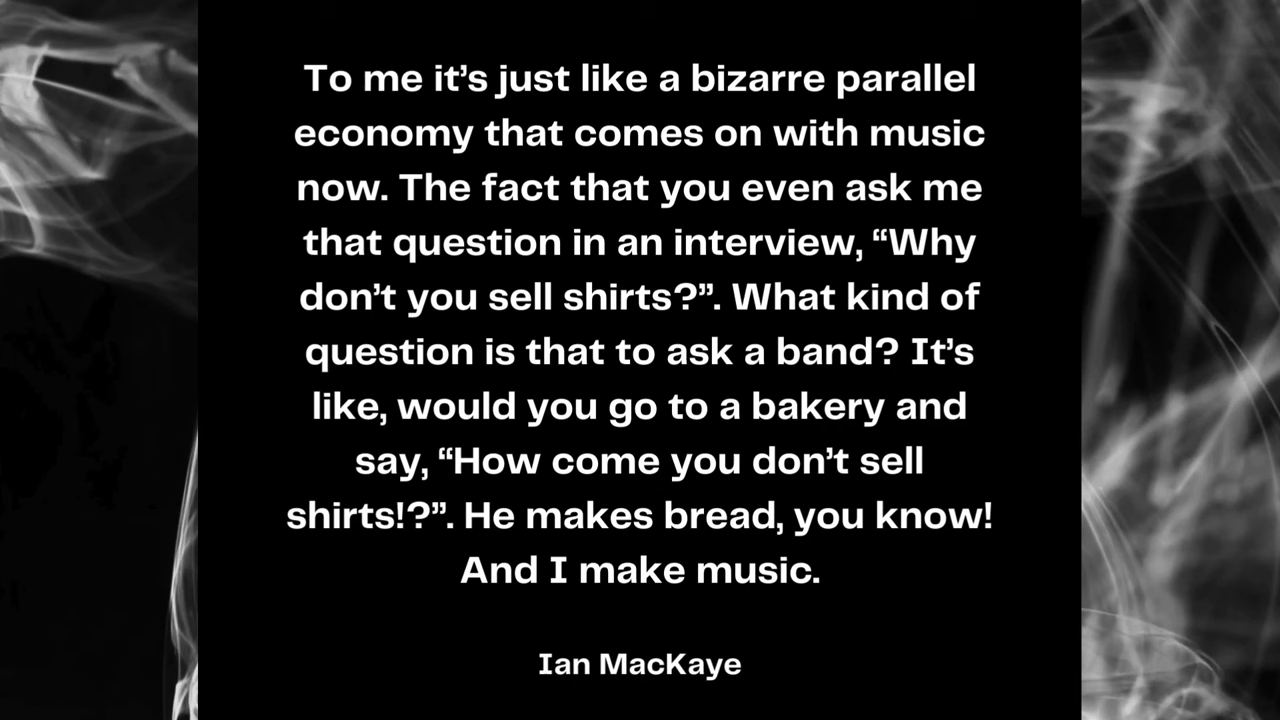 To me it’s just like a bizarre parallel
economy that comes on with music
now. The fact that you even ask me
that question in an interview, “Why
don’t you sell shirts?”. What kind of
question is that to ask a band? It’s
like, would you go to a bakery and
say, “How come you don’t sell
shirts!?”. He makes bread, you know!
And I make music.
Ian MacKaye